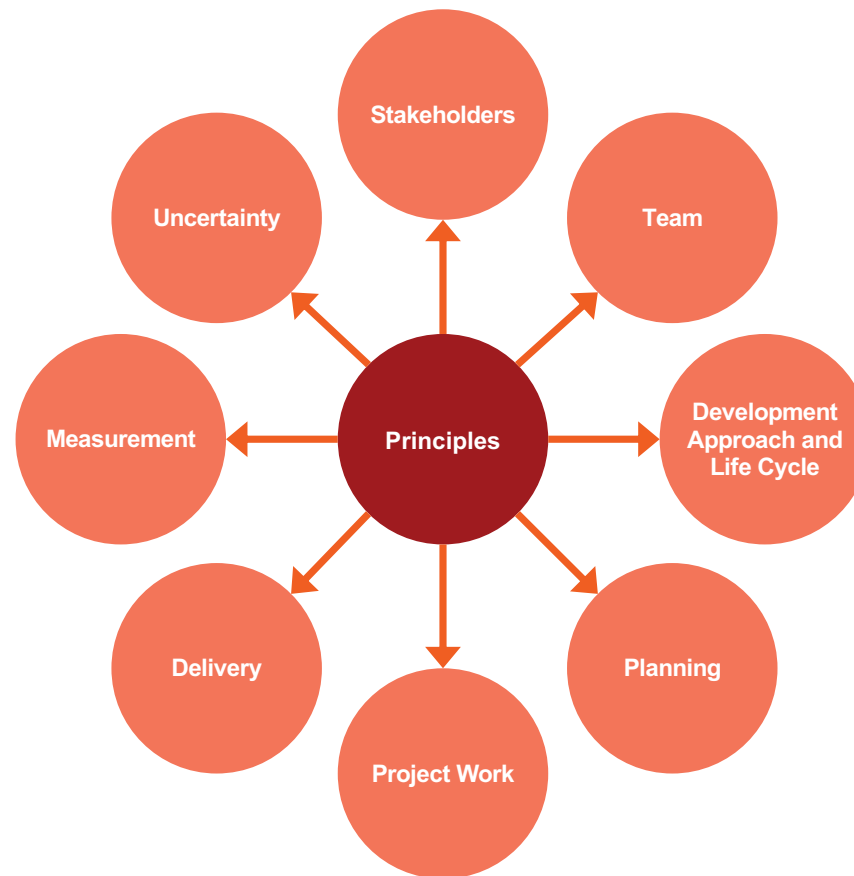 Stakeholders
Uncertainty
Team
Measurement
Principles
Development
Approach and
Life Cycle
Delivery
Planning
Project Work